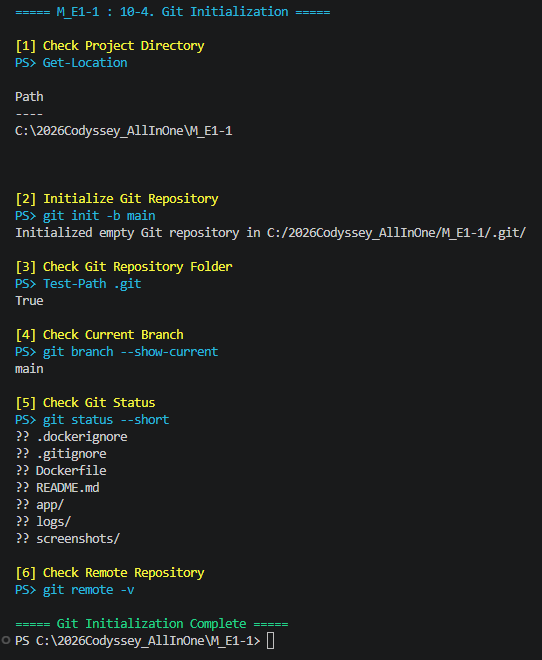 ===== M_E1-1 : 10-4. Git Initialization =====
[1] Check Project Directory
PS> Get-Location
Path
----
C:\2026Codyssey_AllInOne\M_E1-1
[2] Initialize Git Repository
PS> git init -b main
Initialized empty Git repository in C:/2026Codyssey_AllInOne/M_E1-1/.git/
[3] Check Git Repository Folder
PS> Test-Path .git
True
[4] Check Current Branch
PS> git branch --show-current
main
[5] Check Git Status
PS> git status --short
?? .dockerignore
?? .gitignore
?? Dockerfile
?? README.md
?? app/
?? logs/
?? screenshots/
[6] Check Remote Repository
PS> git remote -v
===== Git Initialization Complete =====
PS C:\2026Codyssey_AllInOne\M_E1-1>